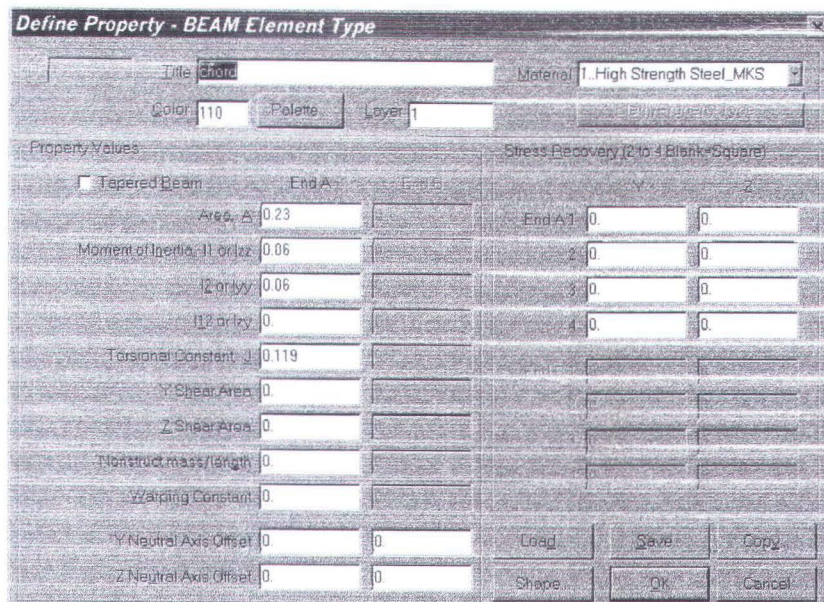 Define Property - BEAM Element Type
Title chord
Material 1..High Strength Steel_MKS
Color 110 Palette... Layer 1
Property Values
Tapered Beam End A End B
Area, A 0.23
Moment of Inertia, I1 or Izz 0.06
I2 or Iyy 0.06
I12 or Izy 0.
Torsional Constant, J 0.119
Y Shear Area 0.
Z Shear Area 0.
Nonstruct mass/length 0.
Warping Constant 0.
Y Neutral Axis Offset 0. 0.
Z Neutral Axis Offset 0. 0.
Stress Recovery (2 to 4 Blank=Square)
Y Z
End A 1 0. 0.
2 0. 0.
3 0. 0.
4 0. 0.
Load... Save... Copy...
Shape... OK Cancel